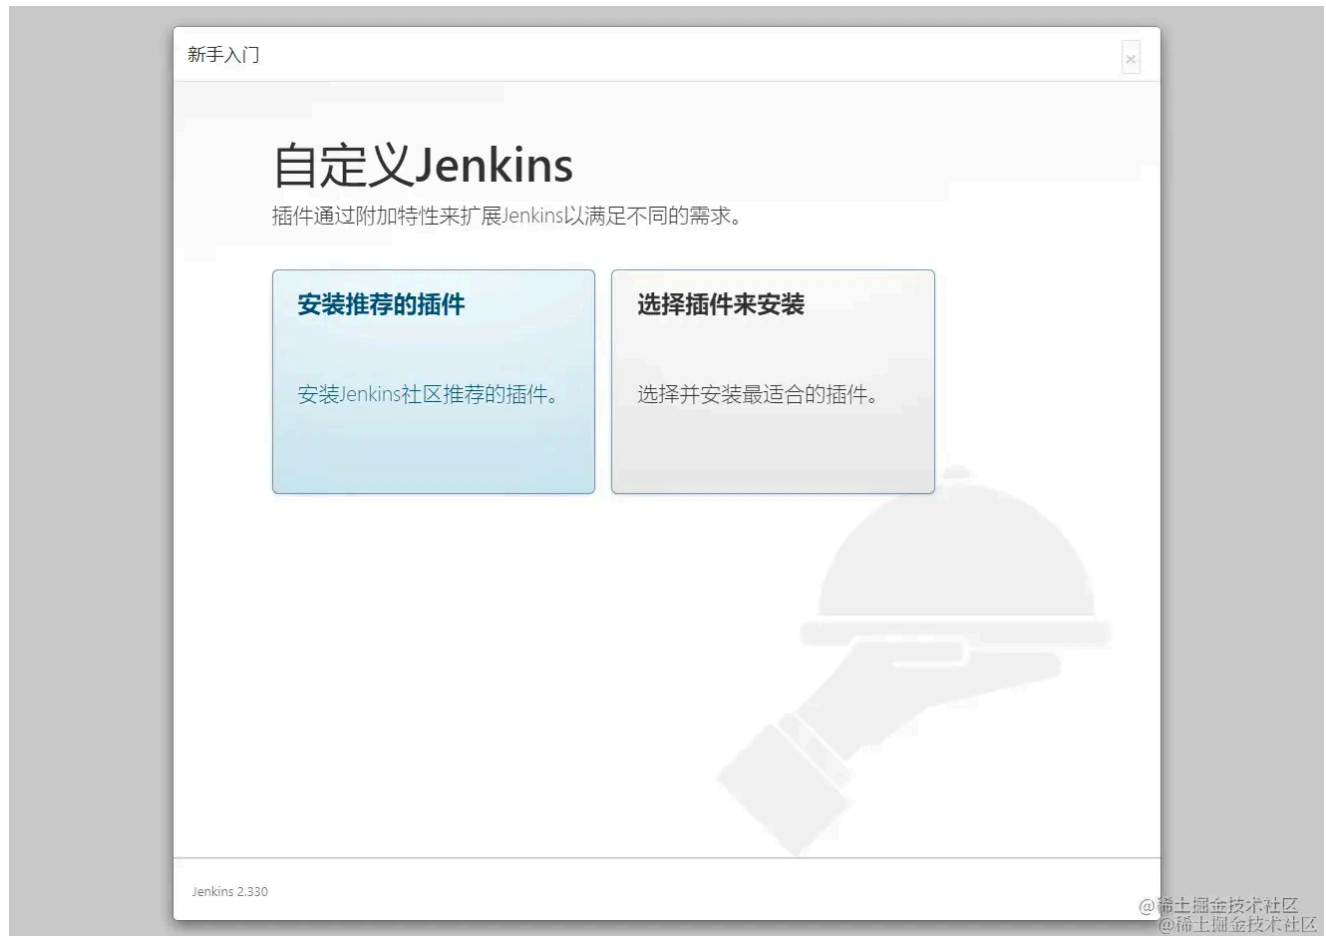 新手入门
×
自定义Jenkins
插件通过附加特性来扩展Jenkins以满足不同的需求。
安装推荐的插件
安装Jenkins社区推荐的插件。
选择插件来安装
选择并安装最适合的插件。
Jenkins 2.330
@稀土掘金技术社区
@稀土掘金技术社区